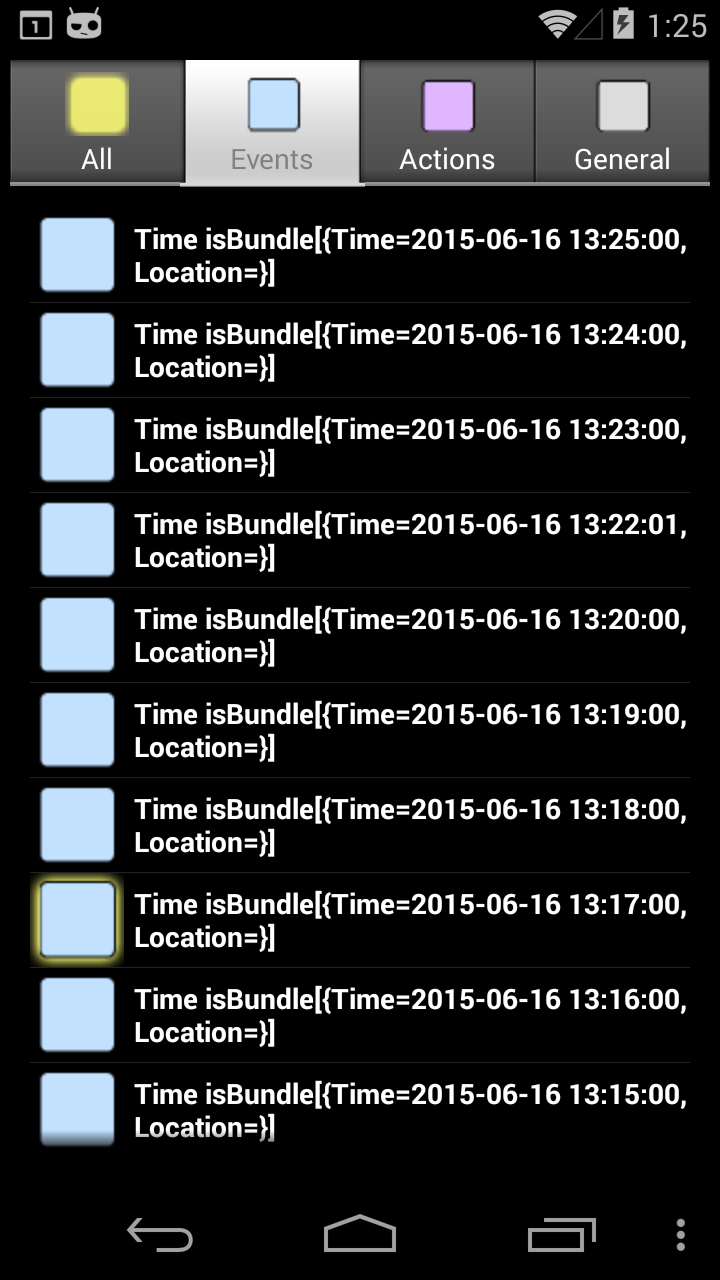 1
1:25
All
Events
Actions
General
Time isBundle[{Time=2015-06-16 13:25:00,
Location=}]
Time isBundle[{Time=2015-06-16 13:24:00,
Location=}]
Time isBundle[{Time=2015-06-16 13:23:00,
Location=}]
Time isBundle[{Time=2015-06-16 13:22:01,
Location=}]
Time isBundle[{Time=2015-06-16 13:20:00,
Location=}]
Time isBundle[{Time=2015-06-16 13:19:00,
Location=}]
Time isBundle[{Time=2015-06-16 13:18:00,
Location=}]
Time isBundle[{Time=2015-06-16 13:17:00,
Location=}]
Time isBundle[{Time=2015-06-16 13:16:00,
Location=}]
Time isBundle[{Time=2015-06-16 13:15:00,
Location=}]